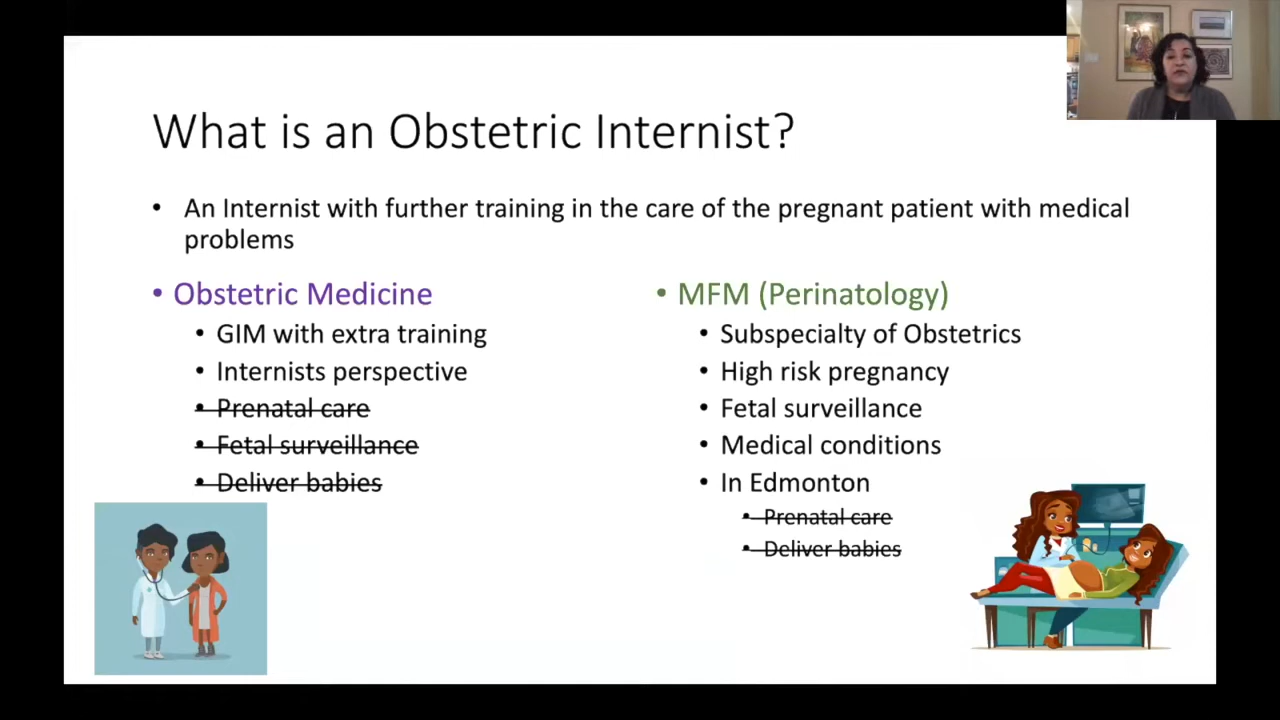 What is an Obstetric Internist?
• An Internist with further training in the care of the pregnant patient with medical
problems
• Obstetric Medicine
• GIM with extra training
• Internists perspective
• Prenatal care
• Fetal surveillance
• Deliver babies
• MFM (Perinatology)
• Subspecialty of Obstetrics
• High risk pregnancy
• Fetal surveillance
• Medical conditions
• In Edmonton
• Prenatal care
• Deliver babies